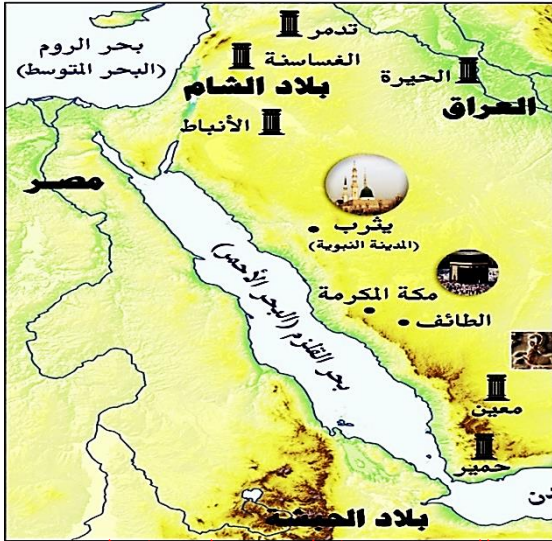 تدمر
بحر الروم
(البحر المتوسط)
الغساسنة
الحيرة
بلاد الشام
العراق
الأنباط
مصر
يثرب
(المدينة النبوية)
بحر القلزم (البحر الأحمر)
مكة المكرمة
الطائف
معين
حمير
بلاد الحبشة